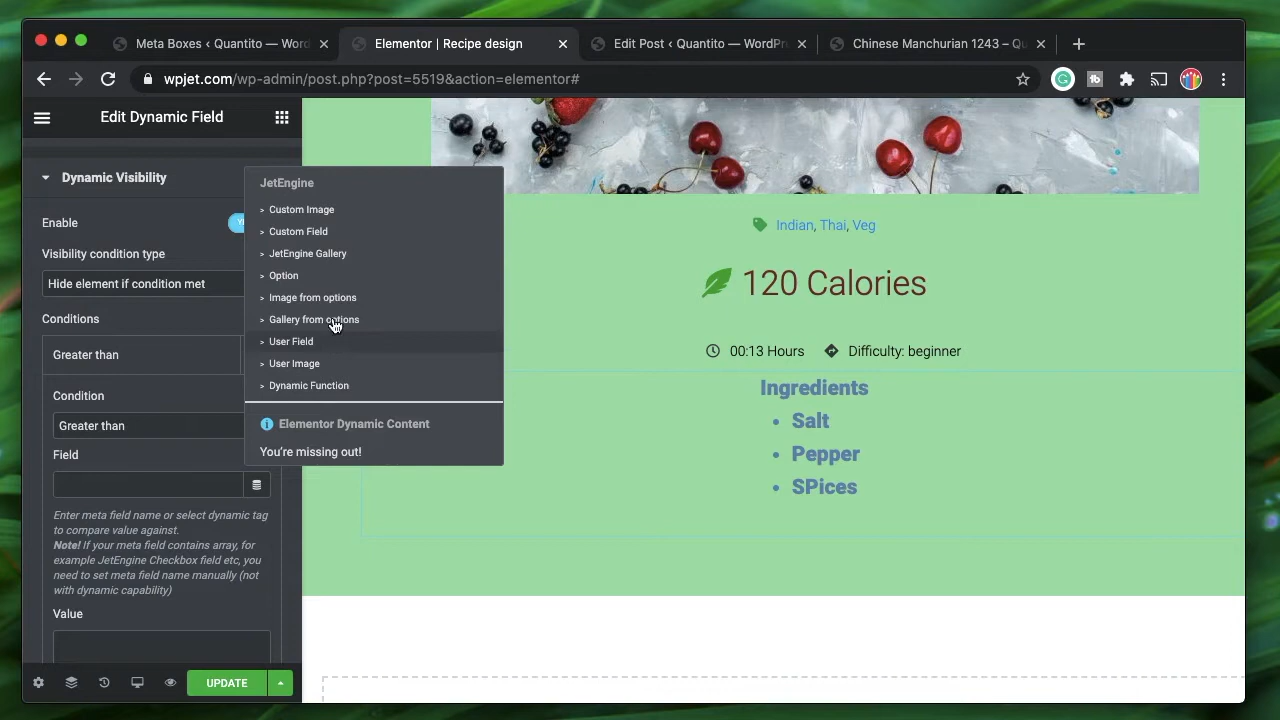 Meta Boxes ‹ Quantito — Word
Elementor | Recipe design
Edit Post ‹ Quantito — WordPr
Chinese Manchurian 1243 – Qu
wpjet.com/wp-admin/post.php?post=5519&action=elementor#
Edit Dynamic Field
Dynamic Visibility
Enable
Visibility condition type
Hide element if condition met
Conditions
Greater than
Condition
Greater than
Field
Enter meta field name or select dynamic tag
to compare value against.
Note! If your meta field contains array, for
example JetEngine Checkbox field etc, you
need to set meta field name manually (not
with dynamic capability)
Value
UPDATE
JetEngine
> Custom Image
> Custom Field
> JetEngine Gallery
> Option
> Image from options
> Gallery from options
> User Field
> User Image
> Dynamic Function
Elementor Dynamic Content
You're missing out!
Indian, Thai, Veg
120 Calories
00:13 Hours
Difficulty: beginner
Ingredients
• Salt
• Pepper
• SPices